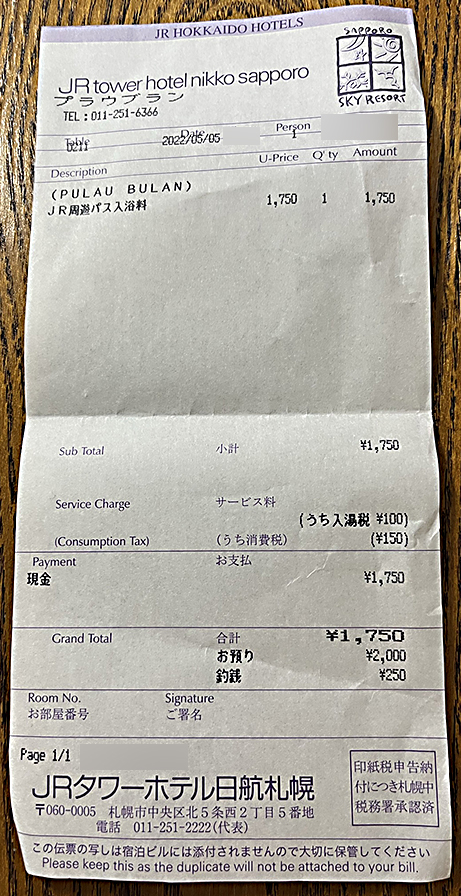 JR HOKKAIDO HOTELS
JR tower hotel nikko sapporo
プラウブラン
TEL：011-251-6366
SAPPORO
SKY RESORT
Table Date Person
0211 2022/05/05 1
Description U-Price Q'ty Amount
(PULAU BULAN)
JR周遊パス入浴料 1,750 1 1,750
Sub Total 小計 ¥1,750
Service Charge サービス料
(うち入湯税 ¥100)
(Consumption Tax) (うち消費税) (¥150)
Payment お支払
現金 ¥1,750
Grand Total 合計 ¥1,750
お預り ¥2,000
釣銭 ¥250
Room No. Signature
お部屋番号 ご署名
Page 1/1
JRタワーホテル日航札幌
〒060-0005 札幌市中央区北5条西2丁目5番地
電話 011-251-2222(代表)
印紙税申告納
付につき札幌中
税務署承認済
この伝票の写しは宿泊ビルには添付されませんので大切に保管してください
Please keep this as the duplicate will not be attached to your bill.